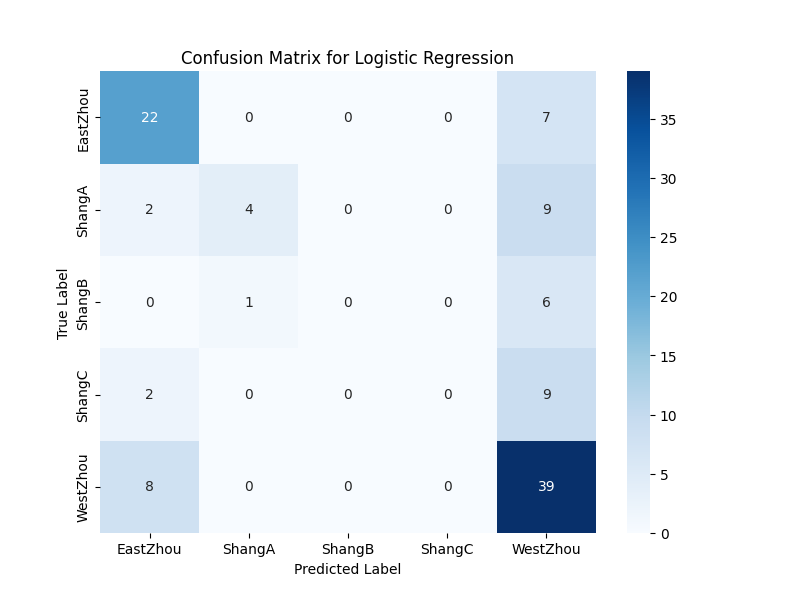 Confusion Matrix for Logistic Regression
True Label
EastZhou 22 0 0 0 7
ShangA 2 4 0 0 9
ShangB 0 1 0 0 6
ShangC 2 0 0 0 9
WestZhou 8 0 0 0 39
EastZhou ShangA ShangB ShangC WestZhou
Predicted Label
35
30
25
20
15
10
5
0